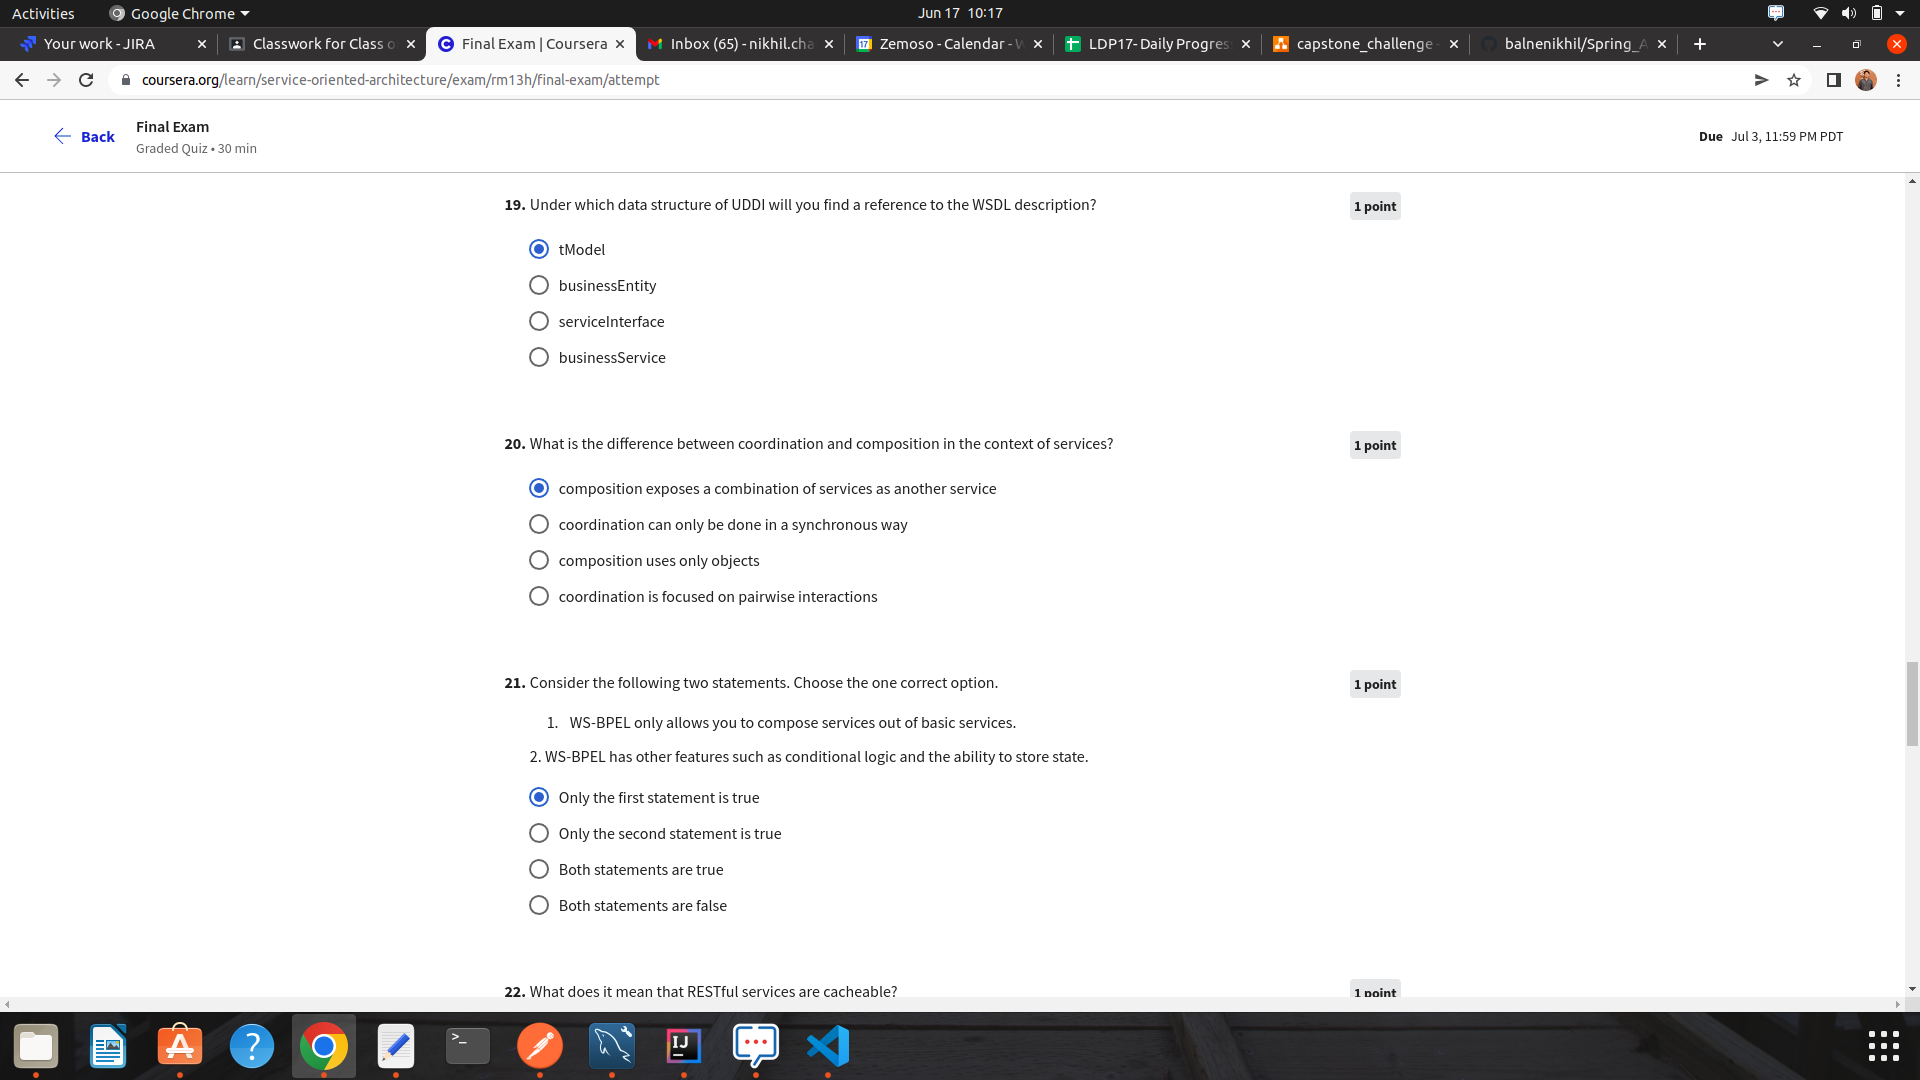 Activities
Google Chrome
Jun 17 10:17
Your work - JIRA
Classwork for Class o
Final Exam | Coursera
Inbox (65) - nikhil.cha
Zemoso - Calendar - W
LDP17- Daily Progres
capstone_challenge
balnenikhil/Spring_A
coursera.org/learn/service-oriented-architecture/exam/rm13h/final-exam/attempt
Back
Final Exam
Graded Quiz • 30 min
Due Jul 3, 11:59 PM PDT
19. Under which data structure of UDDI will you find a reference to the WSDL description?
1 point
tModel
businessEntity
serviceInterface
businessService
20. What is the difference between coordination and composition in the context of services?
1 point
composition exposes a combination of services as another service
coordination can only be done in a synchronous way
composition uses only objects
coordination is focused on pairwise interactions
21. Consider the following two statements. Choose the one correct option.
1 point
1. WS-BPEL only allows you to compose services out of basic services.
2. WS-BPEL has other features such as conditional logic and the ability to store state.
Only the first statement is true
Only the second statement is true
Both statements are true
Both statements are false
22. What does it mean that RESTful services are cacheable?
1 point